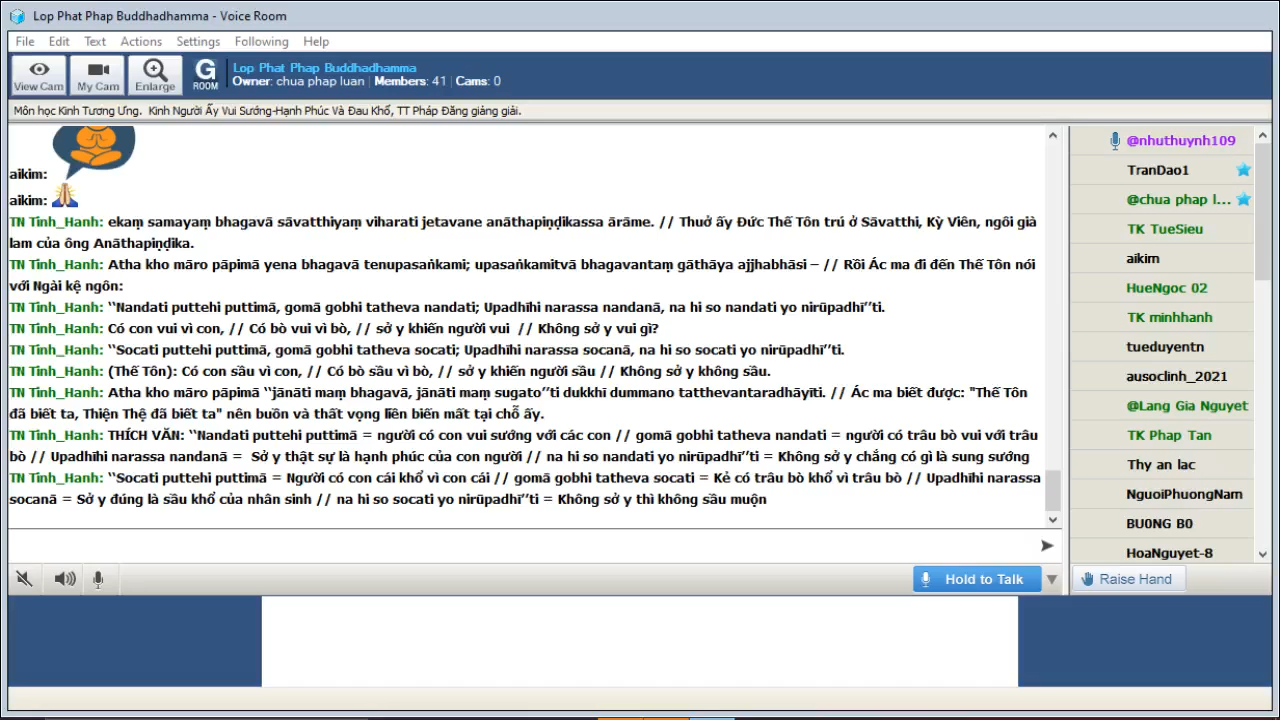 Lop Phat Phap Buddhadhamma - Voice Room
File Edit Text Actions Settings Following Help
View Cam My Cam Enlarge G ROOM
Lop Phat Phap Buddhadhamma
Owner: chua phap luan | Members: 41 | Cams: 0
Môn học Kinh Tương Ưng. Kinh Người Ấy Vui Sướng-Hạnh Phúc Và Đau Khổ, TT Pháp Đăng giảng giải.
aikim:
aikim:
TN Tinh_Hanh: ekaṃ samayaṃ bhagavā sāvatthiyaṃ viharati jetavane anāthapiṇḍikassa ārāme. // Thuở ấy Đức Thế Tôn trú ở Sāvatthi, Kỳ Viên, ngôi già
lam của ông Anāthapiṇḍika.
TN Tinh_Hanh: Atha kho māro pāpimā yena bhagavā tenupasaṅkami; upasaṅkamitvā bhagavantaṃ gāthāya ajjhabhāsi – // Rồi Ác ma đi đến Thế Tôn nói
với Ngài kệ ngôn:
TN Tinh_Hanh: ‘‘Nandati puttehi puttimā, gomā gobhi tatheva nandati; Upadhīhi narassa nandanā, na hi so nandati yo nirūpadhī’’ti.
TN Tinh_Hanh: Có con vui vì con, // Có bò vui vì bò, // sở y khiến người vui // Không sở y vui gì?
TN Tinh_Hanh: ‘‘Socati puttehi puttimā, gomā gobhi tatheva socati; Upadhīhi narassa socanā, na hi so socati yo nirūpadhī’’ti.
TN Tinh_Hanh: (Thế Tôn): Có con sầu vì con, // Có bò sầu vì bò, // sở y khiến người sầu // Không sở y không sầu.
TN Tinh_Hanh: Atha kho māro pāpimā ‘‘jānāti maṃ bhagavā, jānāti maṃ sugato’’ti dukkhī dummano tatthevantaradhāyīti. // Ác ma biết được: "Thế Tôn
đã biết ta, Thiện Thệ đã biết ta" nên buồn và thất vọng liền biến mất tại chỗ ấy.
TN Tinh_Hanh: THÍCH VĂN: ‘‘Nandati puttehi puttimā = người có con vui sướng với các con // gomā gobhi tatheva nandati = người có trâu bò vui với trâu
bò // Upadhīhi narassa nandanā = Sở y thật sự là hạnh phúc của con người // na hi so nandati yo nirūpadhī’’ti = Không sở y chẳng có gì là sung sướng
TN Tinh_Hanh: ‘‘Socati puttehi puttimā = Người có con cái khổ vì con cái // gomā gobhi tatheva socati = Kẻ có trâu bò khổ vì trâu bò // Upadhīhi narassa
socanā = Sở y đúng là sầu khổ của nhân sinh // na hi so socati yo nirūpadhī’’ti = Không sở y thì không sầu muộn
Hold to Talk
@nhuthuynh109
TranDao1
@chua phap l...
TK TueSieu
aikim
HueNgoc 02
TK minhhanh
tueduyentn
ausoclinh_2021
@Lang Gia Nguyet
TK Phap Tan
Thy an lac
NguoiPhuongNam
BU0NG B0
HoaNguyet-8
Raise Hand